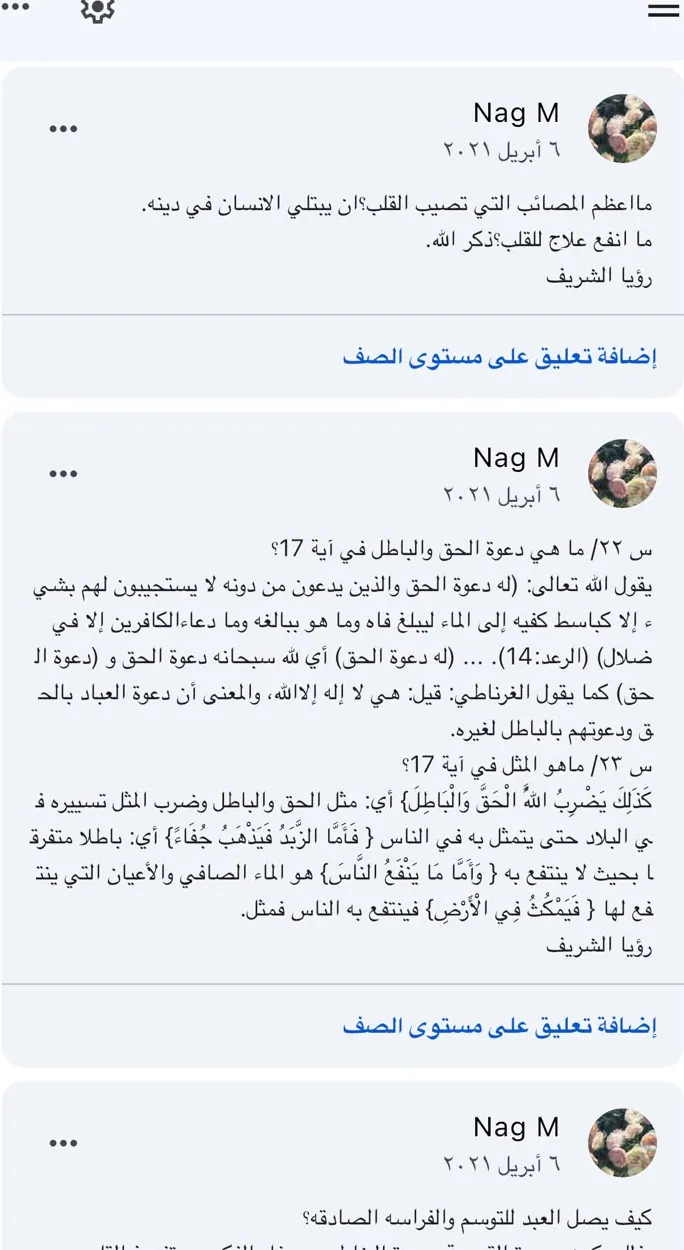 Nag M
٦ أبريل ٢٠٢١
مااعظم المصائب التي تصيب القلب؟ان يبتلي الانسان في دينه.
ما انفع علاج للقلب؟ذكر الله.
رؤيا الشريف
إضافة تعليق على مستوى الصف
Nag M
٦ أبريل ٢٠٢١
س ٢٢/ ما هي دعوة الحق والباطل في آية 17؟
يقول الله تعالى: (له دعوة الحق والذين يدعون من دونه لا يستجيبون لهم بشي
ء إلا كباسط كفيه إلى الماء ليبلغ فاه وما هو ببالغه وما دعاءالكافرين إلا في
ضلال) (الرعد:14). ... (له دعوة الحق) أي لله سبحانه دعوة الحق و (دعوة الـ
حق) كما يقول الغرناطي: قيل: هي لا إله إلاالله، والمعنى أن دعوة العباد بالحـ
ق ودعوتهم بالباطل لغيره.
س ٢٣/ ماهو المثل في آية 17؟
كَذَلِكَ يَضْرِبُ اللَّهُ الْحَقَّ وَالْبَاطِلَ} أي: مثل الحق والباطل وضرب المثل تسييره فـ
ي البلاد حتى يتمثل به في الناس { فَأَمَّا الزَّبَدُ فَيَذْهَبُ جُفَاءً} أي: باطلا متفرقـ
ا بحيث لا ينتفع به { وَأَمَّا مَا يَنْفَعُ النَّاسَ} هو الماء الصافي والأعيان التي ينتـ
فع لها { فَيَمْكُثُ فِي الْأَرْضِ} فينتفع به الناس فمثل.
رؤيا الشريف
إضافة تعليق على مستوى الصف
Nag M
٦ أبريل ٢٠٢١
كيف يصل العبد للتوسم والفراسه الصادقه؟